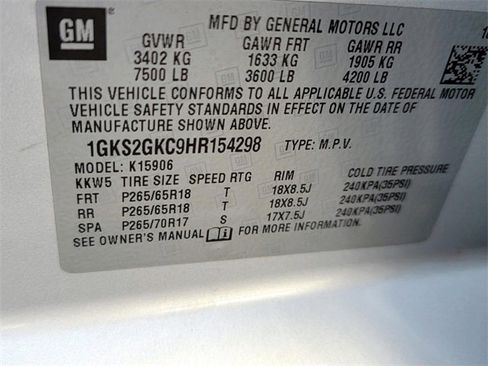 GM
MFD BY GENERAL MOTORS LLC
GVWR GAWR FRT GAWR RR
3402 KG 1633 KG 1905 KG
7500 LB 3600 LB 4200 LB
THIS VEHICLE CONFORMS TO ALL APPLICABLE U.S. FEDERAL MOTOR
VEHICLE SAFETY STANDARDS IN EFFECT ON THE DATE OF
MANUFACTURE SHOWN ABOVE.
1GKS2GKC9HR154298 TYPE: M.P.V.
MODEL: K15906
KKW5 TIRE SIZE SPEED RTG RIM COLD TIRE PRESSURE
FRT P265/65R18 T 18X8.5J 240KPA(35PSI)
RR P265/65R18 T 18X8.5J 240KPA(35PSI)
SPA P265/70R17 S 17X7.5J 240KPA(35PSI)
SEE OWNER'S MANUAL FOR MORE INFORMATION